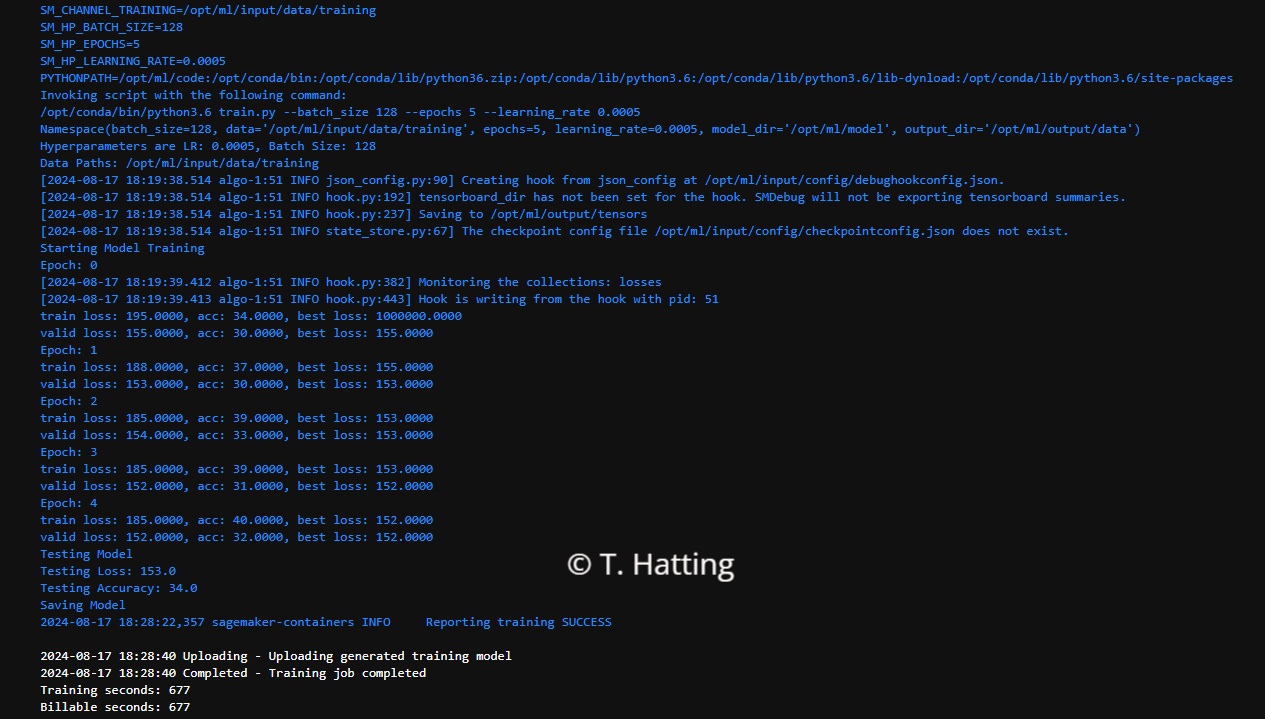 SM_CHANNEL_TRAINING=/opt/ml/input/data/training
SM_HP_BATCH_SIZE=128
SM_HP_EPOCHS=5
SM_HP_LEARNING_RATE=0.0005
PYTHONPATH=/opt/ml/code:/opt/conda/bin:/opt/conda/lib/python36.zip:/opt/conda/lib/python3.6:/opt/conda/lib/python3.6/lib-dynload:/opt/conda/lib/python3.6/site-packages
Invoking script with the following command:
/opt/conda/bin/python3.6 train.py --batch_size 128 --epochs 5 --learning_rate 0.0005
Namespace(batch_size=128, data='/opt/ml/input/data/training', epochs=5, learning_rate=0.0005, model_dir='/opt/ml/model', output_dir='/opt/ml/output/data')
Hyperparameters are LR: 0.0005, Batch Size: 128
Data Paths: /opt/ml/input/data/training
[2024-08-17 18:19:38.514 algo-1:51 INFO json_config.py:90] Creating hook from json_config at /opt/ml/input/config/debughookconfig.json.
[2024-08-17 18:19:38.514 algo-1:51 INFO hook.py:192] tensorboard_dir has not been set for the hook. SMDebug will not be exporting tensorboard summaries.
[2024-08-17 18:19:38.514 algo-1:51 INFO hook.py:237] Saving to /opt/ml/output/tensors
[2024-08-17 18:19:38.514 algo-1:51 INFO state_store.py:67] The checkpoint config file /opt/ml/input/config/checkpointconfig.json does not exist.
Starting Model Training
Epoch: 0
[2024-08-17 18:19:39.412 algo-1:51 INFO hook.py:382] Monitoring the collections: losses
[2024-08-17 18:19:39.413 algo-1:51 INFO hook.py:443] Hook is writing from the hook with pid: 51
train loss: 195.0000, acc: 34.0000, best loss: 1000000.0000
valid loss: 155.0000, acc: 30.0000, best loss: 155.0000
Epoch: 1
train loss: 188.0000, acc: 37.0000, best loss: 155.0000
valid loss: 153.0000, acc: 30.0000, best loss: 153.0000
Epoch: 2
train loss: 185.0000, acc: 39.0000, best loss: 153.0000
valid loss: 154.0000, acc: 33.0000, best loss: 153.0000
Epoch: 3
train loss: 185.0000, acc: 39.0000, best loss: 153.0000
valid loss: 152.0000, acc: 31.0000, best loss: 152.0000
Epoch: 4
train loss: 185.0000, acc: 40.0000, best loss: 152.0000
valid loss: 152.0000, acc: 32.0000, best loss: 152.0000
Testing Model
Testing Loss: 153.0
© T. Hatting
Testing Accuracy: 34.0
Saving Model
2024-08-17 18:28:22,357 sagemaker-containers INFO     Reporting training SUCCESS
2024-08-17 18:28:40 Uploading - Uploading generated training model
2024-08-17 18:28:40 Completed - Training job completed
Training seconds: 677
Billable seconds: 677